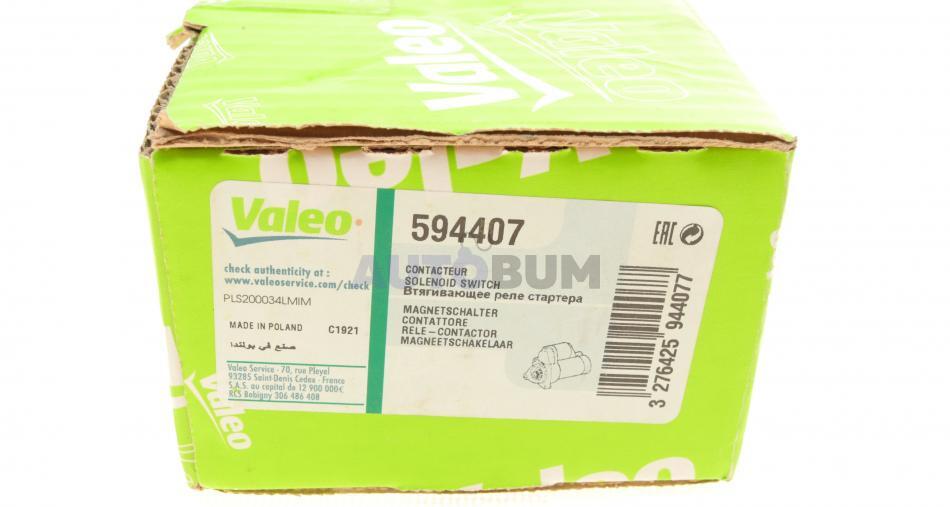 Valeo
Valeo
Valeo
594407
EAC
check authenticity at :
www.valeoservice.com/check
PLS200034LMIM
MADE IN POLAND C1921
صنع في بولندا
Valeo Service - 70, rue Pleyel
93285 Saint-Denis Cedex - France
S.A.S. au capital de 12 900 000€
RCS Bobigny 306 486 408
AUTOBUM
CONTACTEUR
SOLENOID SWITCH
Втягивающее реле стартера
MAGNETSCHALTER
CONTATTORE
RELE-CONTACTOR
MAGNEETSCHAKELAAR
3 276425 944077
Valeo
Valeo